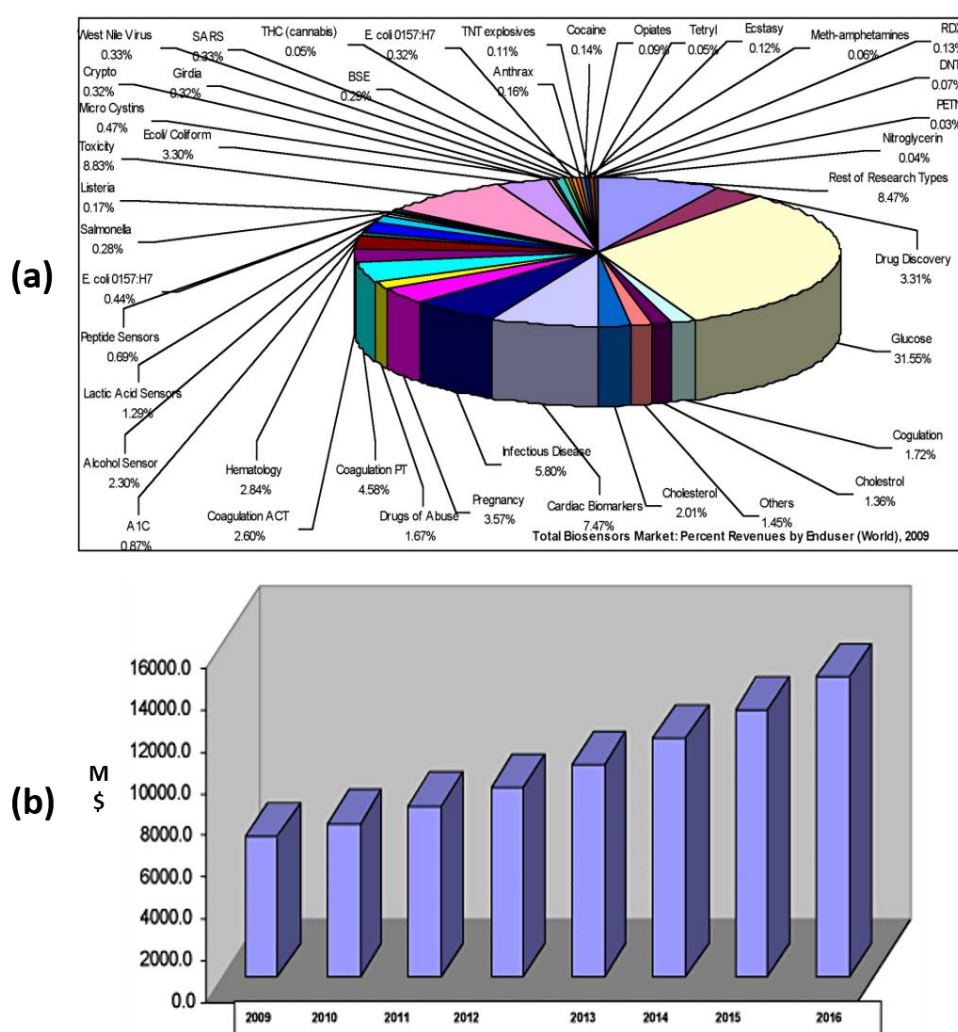 West Nile Virus
0.33%
SARS
0.33%
THC (cannabis)
0.05%
E. coli 0157:H7
0.32%
TNT explosives
0.11%
Cocaine
0.14%
Opiates
0.09%
Tetryl
0.05%
Ecstasy
0.12%
Meth-amphetamines
0.06%
RDX
0.13%
Crypto
0.32%
Girdia
0.32%
BSE
0.29%
Anthrax
0.16%
DNT
0.07%
Micro Cystins
0.47%
Ecoli/ Coliform
3.30%
PETN
0.03%
Toxicity
8.83%
Nitroglycerin
0.04%
Listeria
0.17%
Rest of Research Types
8.47%
Salmonella
0.28%
(a)
Drug Discovery
3.31%
E. coli 0157:H7
0.44%
Peptide Sensors
0.69%
Glucose
31.55%
Lactic Acid Sensors
1.29%
Alcohol Sensor
2.30%
A1C
0.87%
Hematology
2.84%
Coagulation ACT
2.60%
Coagulation PT
4.58%
Drugs of Abuse
1.67%
Pregnancy
3.57%
Infectious Disease
5.80%
Cardiac Biomarkers
7.47%
Cholesterol
2.01%
Others
1.45%
Cholestrol
1.36%
Cogulation
1.72%
Total Biosensors Market: Percent Revenues by Enduser (World), 2009
(b)
M
$
16000.0
14000.0
12000.0
10000.0
8000.0
6000.0
4000.0
2000.0
0.0
2009 2010 2011 2012 2013 2014 2015 2016